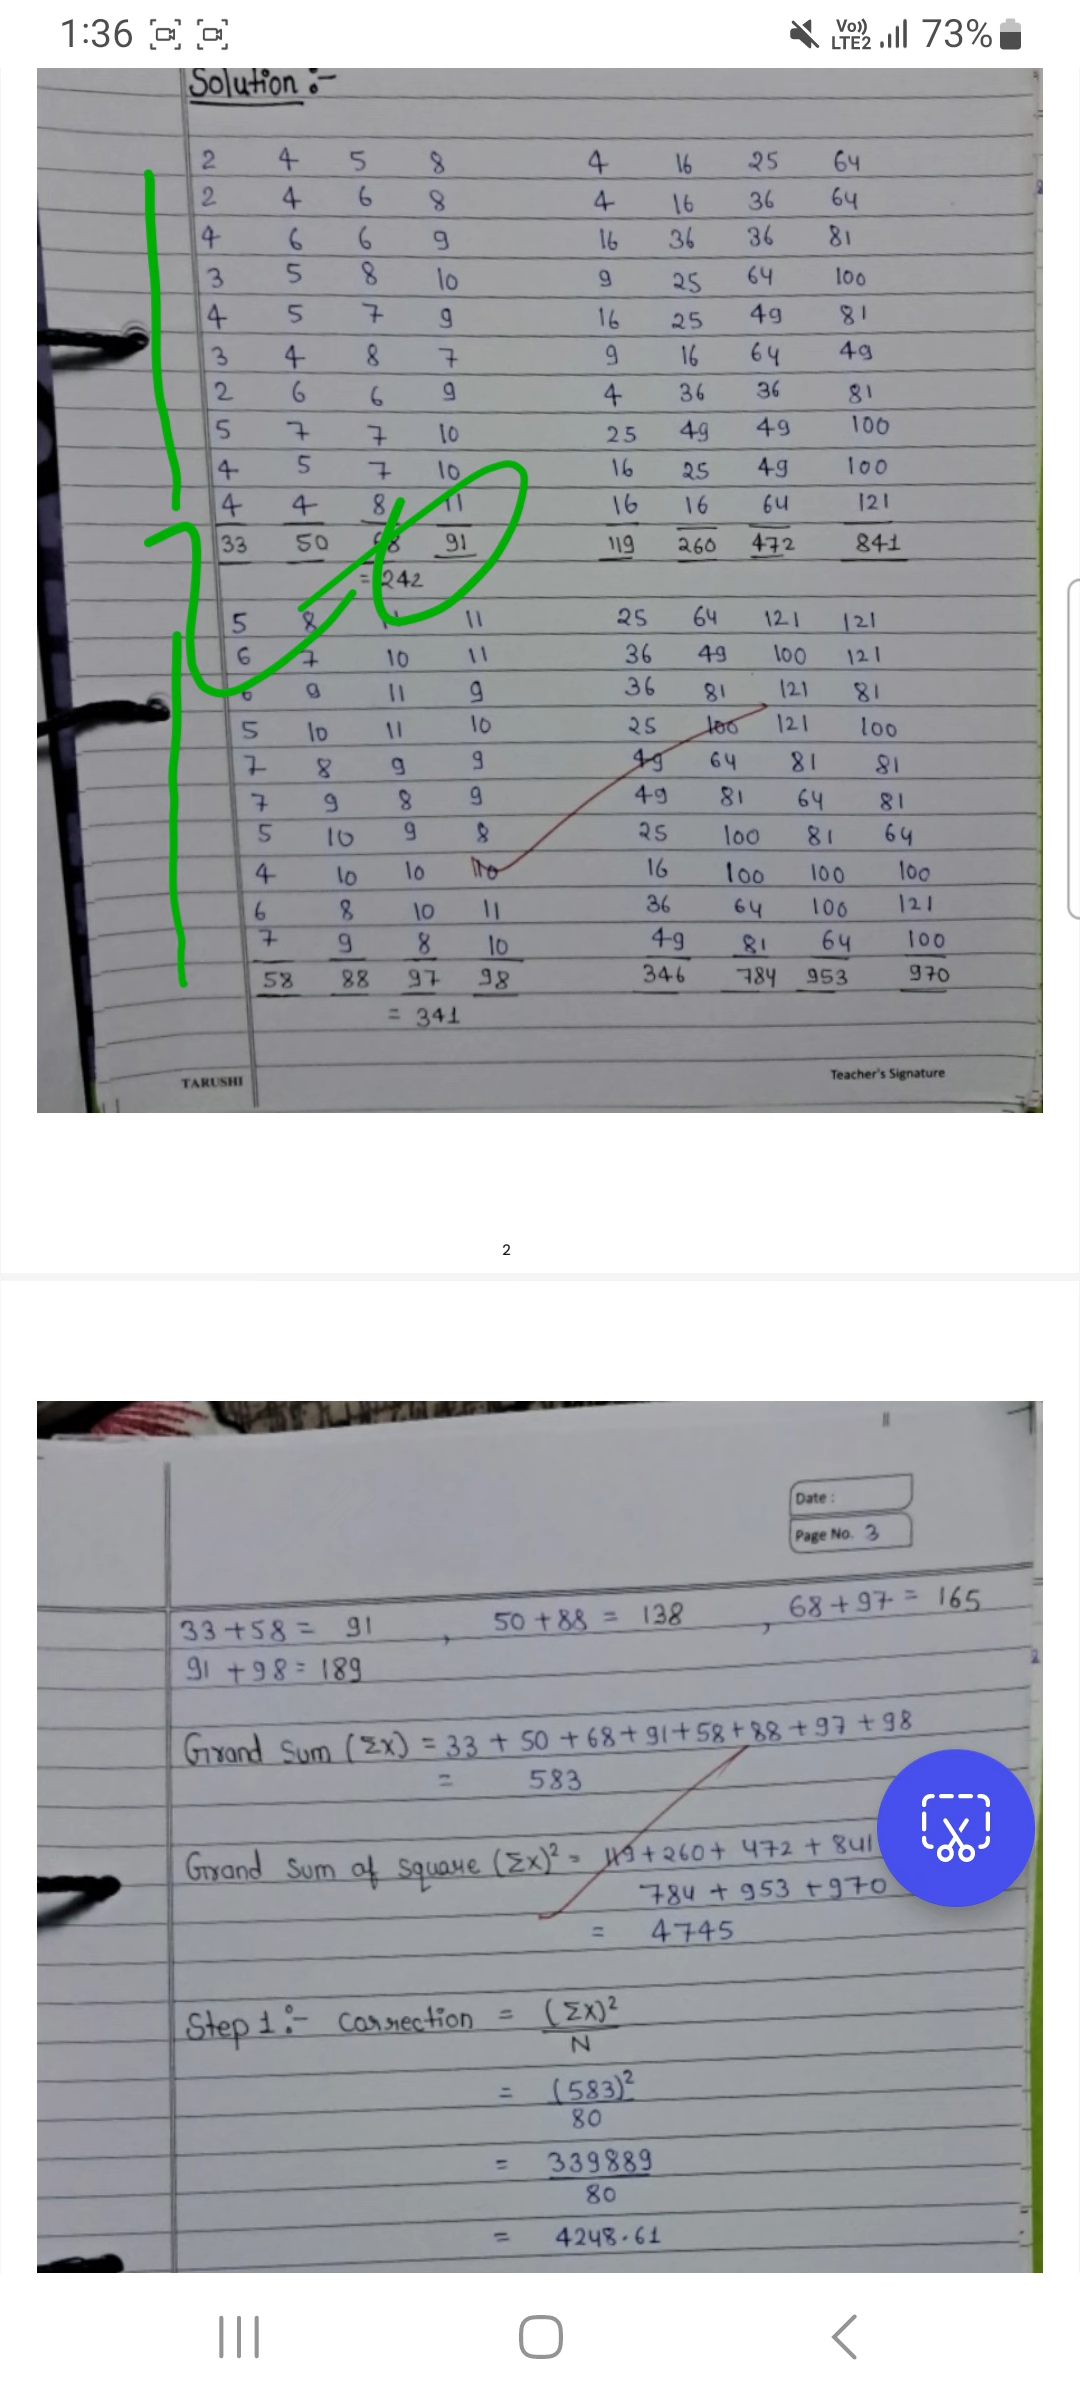 1:36 Vo)) LTE2 73%
Solution :-
2 4 5 8 4 16 25 64
2 4 6 8 4 16 36 64
4 6 6 9 16 36 36 81
3 5 8 10 9 25 64 100
4 5 7 9 16 25 49 81
3 4 8 7 9 16 64 49
2 6 6 9 4 36 36 81
5 7 7 10 25 49 49 100
4 5 7 10 16 25 49 100
4 4 8 11 16 16 64 121
33 50 68 91 119 260 472 841
= 242
5 8 11 11 25 64 121 121
6 7 10 11 36 49 100 121
6 9 11 9 36 81 121 81
5 10 11 10 25 100 121 100
7 8 9 9 49 64 81 81
7 9 8 9 49 81 64 81
5 10 9 8 25 100 81 64
4 10 10 10 16 100 100 100
6 8 10 11 36 64 100 121
7 9 8 10 49 81 64 100
58 88 97 98 346 784 953 970
= 341
TARUSHI Teacher's Signature
2
Date :
Page No. 3
33+58 = 91 , 50+88 = 138 , 68+97 = 165
91 +98 = 189
Grand Sum (Σx) = 33 + 50 + 68 + 91 + 58 + 88 + 97 + 98
= 583
Grand Sum of square (Σx)² = 119 + 260 + 472 + 841
784 + 953 + 970
= 4745
Step 1 :- Correction = (Σx)²
N
= (583)²
80
= 339889
80
= 4248.61